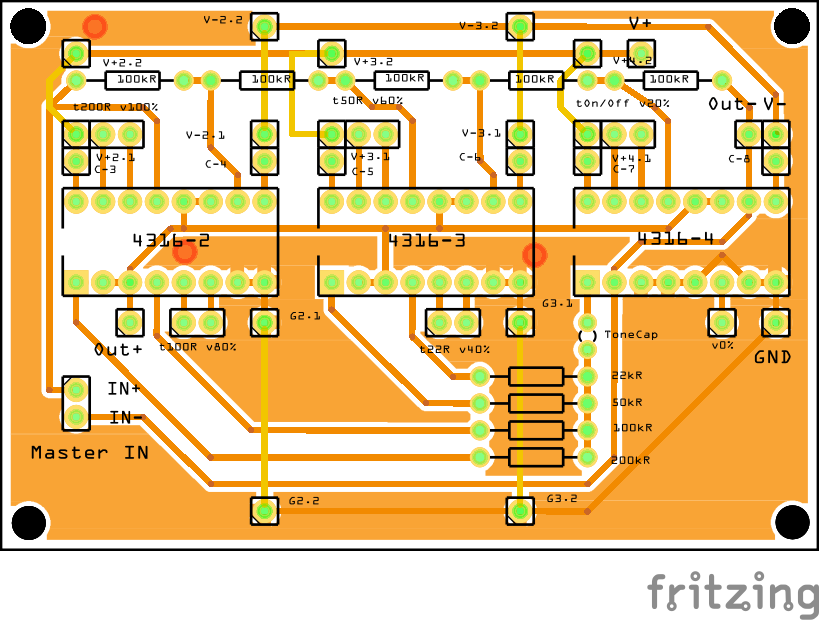 V-2.2
V-3.2
V+
V+2.2
V+3.2
V+4.2
100kR
100kR
100kR
100kR
100kR
t200R v100%
t50R v60%
tOn/Off v20%
Out- V-
V-2.1
V-3.1
V+2.1
C-3
C-4
V+3.1
C-5
C-6
V+4.1
C-7
C-8
4316-2
4316-3
4316-4
G2.1
G3.1
ToneCap
Out+
t100R v80%
t22R v40%
v0%
GND
IN+
IN-
22kR
50kR
100kR
200kR
Master IN
G2.2
G3.2
fritzing